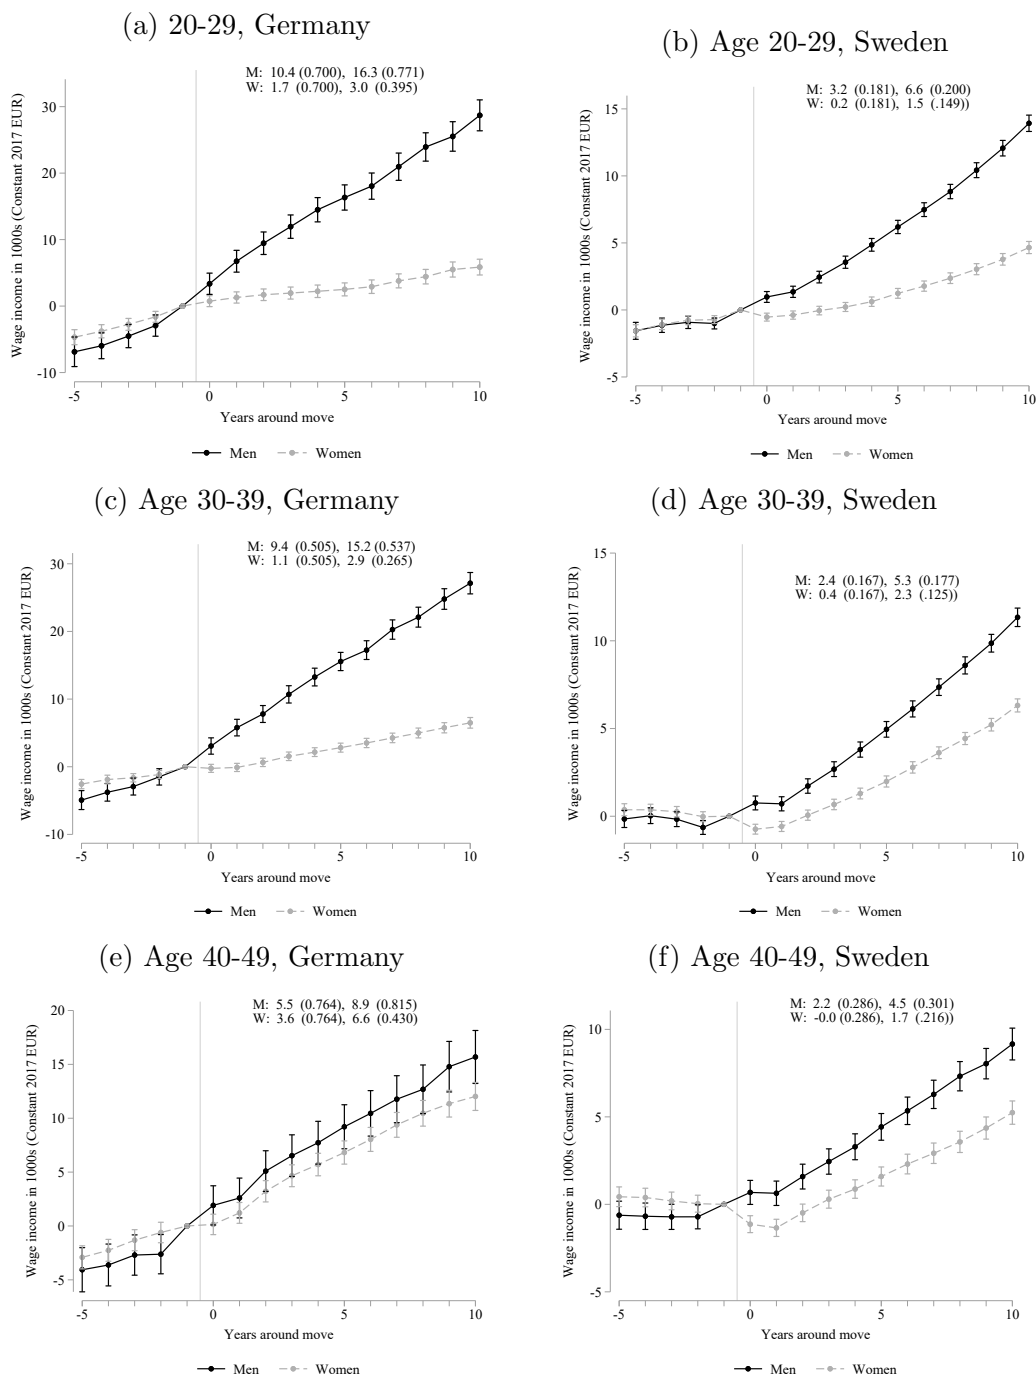 (a) 20-29, Germany
M: 10.4 (0.700), 16.3 (0.771)
W: 1.7 (0.700), 3.0 (0.395)
Wage income in 1000s (Constant 2017 EUR)
30
20
10
0
-10
-5
0
5
10
Years around move
Men
Women
(b) Age 20-29, Sweden
M: 3.2 (0.181), 6.6 (0.200)
W: 0.2 (0.181), 1.5 (.149))
Wage income in 1000s (Constant 2017 EUR)
15
10
5
0
-5
-5
0
5
10
Years around move
Men
Women
(c) Age 30-39, Germany
M: 9.4 (0.505), 15.2 (0.537)
W: 1.1 (0.505), 2.9 (0.265)
Wage income in 1000s (Constant 2017 EUR)
30
20
10
0
-10
-5
0
5
10
Years around move
Men
Women
(d) Age 30-39, Sweden
M: 2.4 (0.167), 5.3 (0.177)
W: 0.4 (0.167), 2.3 (.125))
Wage income in 1000s (Constant 2017 EUR)
15
10
5
0
-5
0
5
10
Years around move
Men
Women
(e) Age 40-49, Germany
M: 5.5 (0.764), 8.9 (0.815)
W: 3.6 (0.764), 6.6 (0.430)
Wage income in 1000s (Constant 2017 EUR)
20
15
10
5
0
-5
-5
0
5
10
Years around move
Men
Women
(f) Age 40-49, Sweden
M: 2.2 (0.286), 4.5 (0.301)
W: -0.0 (0.286), 1.7 (.216))
Wage income in 1000s (Constant 2017 EUR)
10
5
0
-5
-5
0
5
10
Years around move
Men
Women